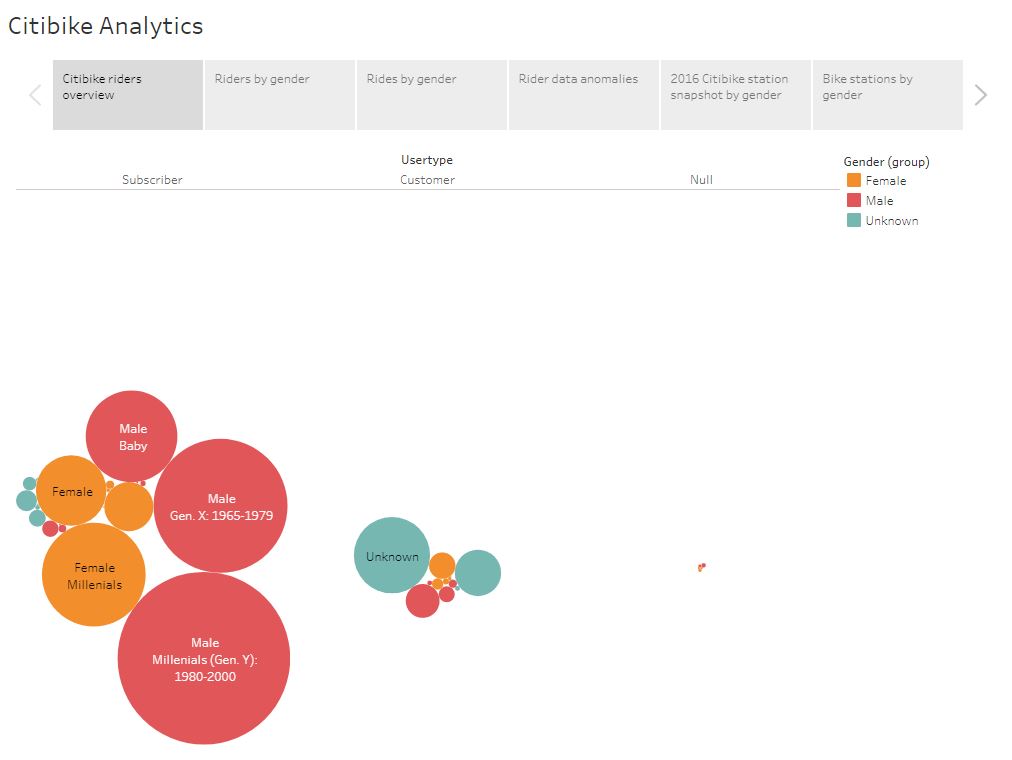 Citibike Analytics
Citibike riders
overview
Riders by gender
Rides by gender
Rider data anomalies
2016 Citibike station
snapshot by gender
Bike stations by
gender
Usertype
Subscriber
Customer
Null
Gender (group)
Female
Male
Unknown
Male
Baby
Female
Male
Gen. X: 1965-1979
Female
Millenials
Male
Millenials (Gen. Y):
1980-2000
Unknown